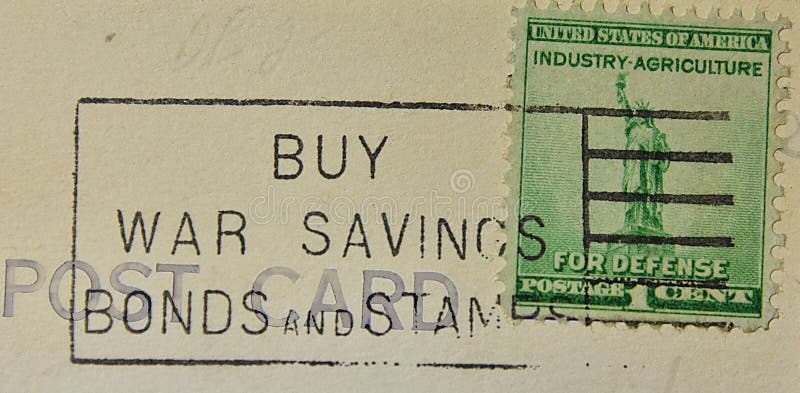 UNITED STATES OF AMERICA
INDUSTRY-AGRICULTURE
BUY
WAR SAVINGS
POST CARD
BONDS AND STAMPS
FOR DEFENSE
POSTAGE 1 CENT
dreamstime